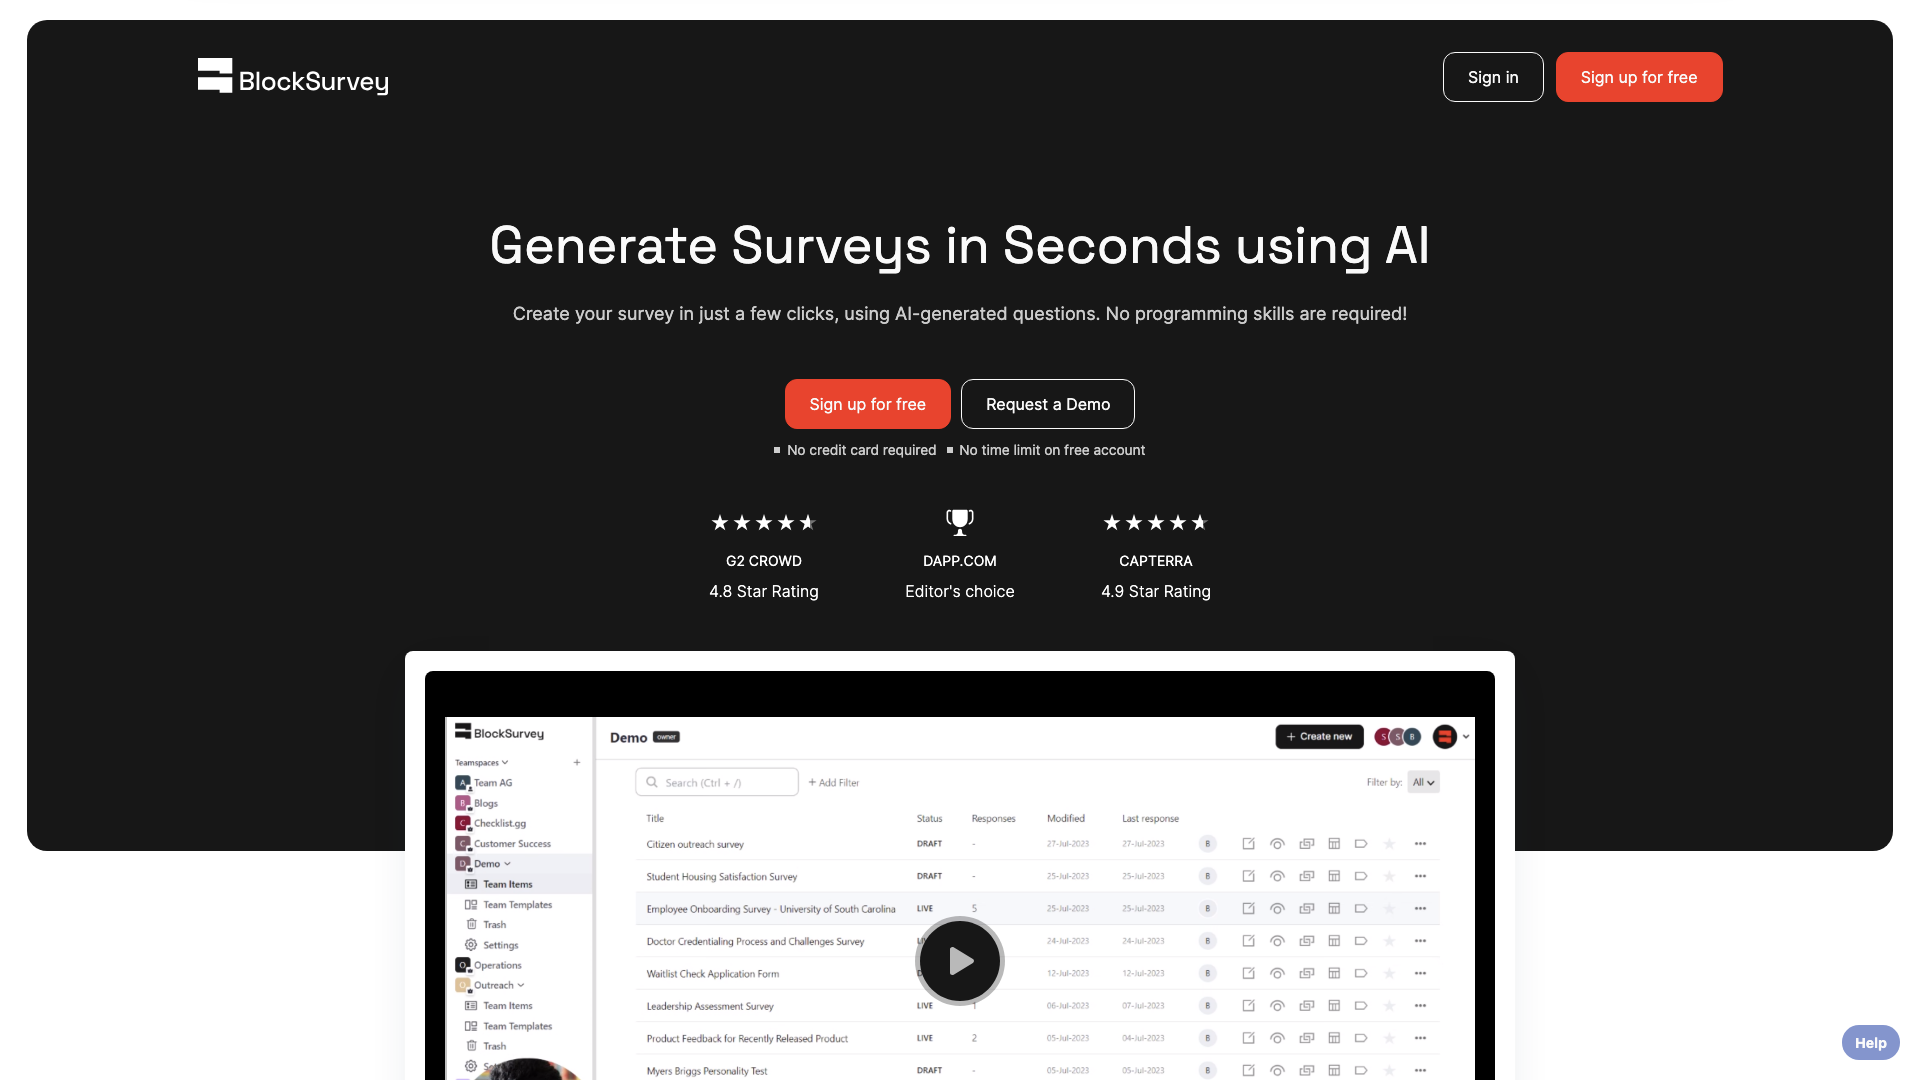 BlockSurvey
Sign in
Sign up for free
Generate Surveys in Seconds using AI
Create your survey in just a few clicks, using AI-generated questions. No programming skills are required!
Sign up for free
Request a Demo
No credit card required
No time limit on free account
G2 CROWD
4.8 Star Rating
DAPP.COM
Editor's choice
CAPTERRA
4.9 Star Rating
BlockSurvey
Teamspaces
A Team AG
B Blogs
C Checklist.gg
C Customer Success
D Demo
Team Items
Team Templates
Trash
Settings
O Operations
O Outreach
Team Items
Team Templates
Trash
Demo owner
+ Create new
S S B
Search (Ctrl + /)
+ Add Filter
Filter by: All
Title Status Responses Modified Last response
Citizen outreach survey DRAFT - 27-Jul-2023 27-Jul-2023 B
Student Housing Satisfaction Survey DRAFT - 25-Jul-2023 25-Jul-2023 B
Employee Onboarding Survey - University of South Carolina LIVE 5 25-Jul-2023 25-Jul-2023 B
Doctor Credentialing Process and Challenges Survey 24-Jul-2023 24-Jul-2023 B
Waitlist Check Application Form 12-Jul-2023 12-Jul-2023 B
Leadership Assessment Survey LIVE 1 06-Jul-2023 07-Jul-2023 B
Product Feedback for Recently Released Product LIVE 2 05-Jul-2023 04-Jul-2023 B
Myers Briggs Personality Test DRAFT - 05-Jul-2023 05-Jul-2023 B
Help